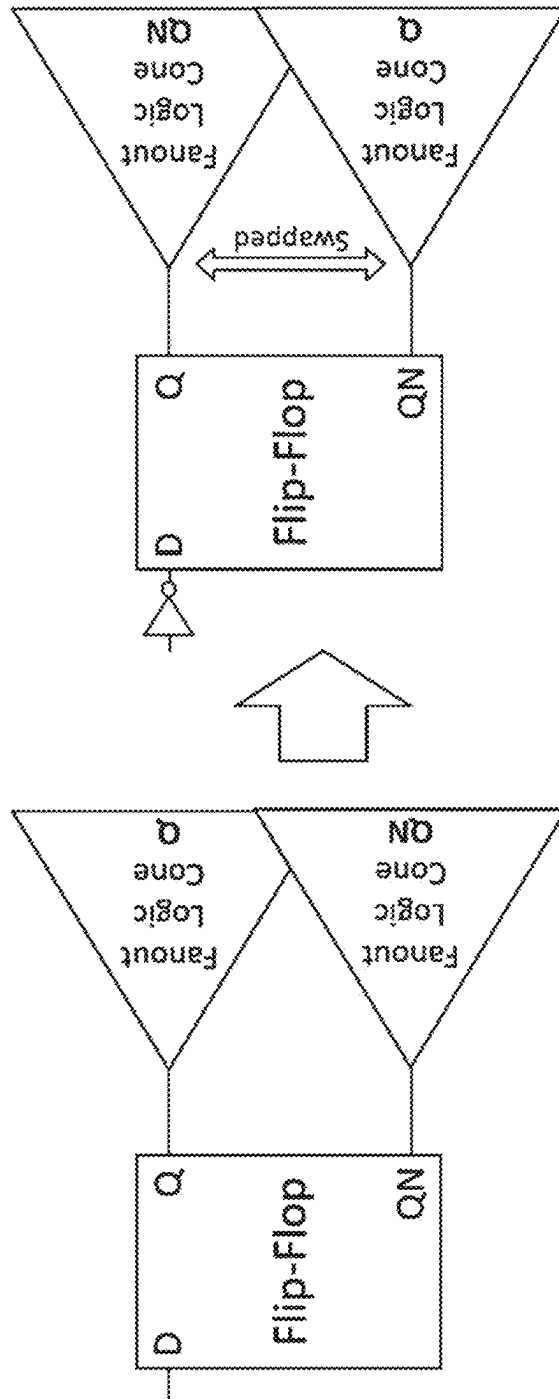 D
Q
Flip-Flop
QN
Fanout
Logic
Cone
Q
Fanout
Logic
Cone
QN
D
Q
Flip-Flop
QN
Swapped
Fanout
Logic
Cone
QN
Fanout
Logic
Cone
Q